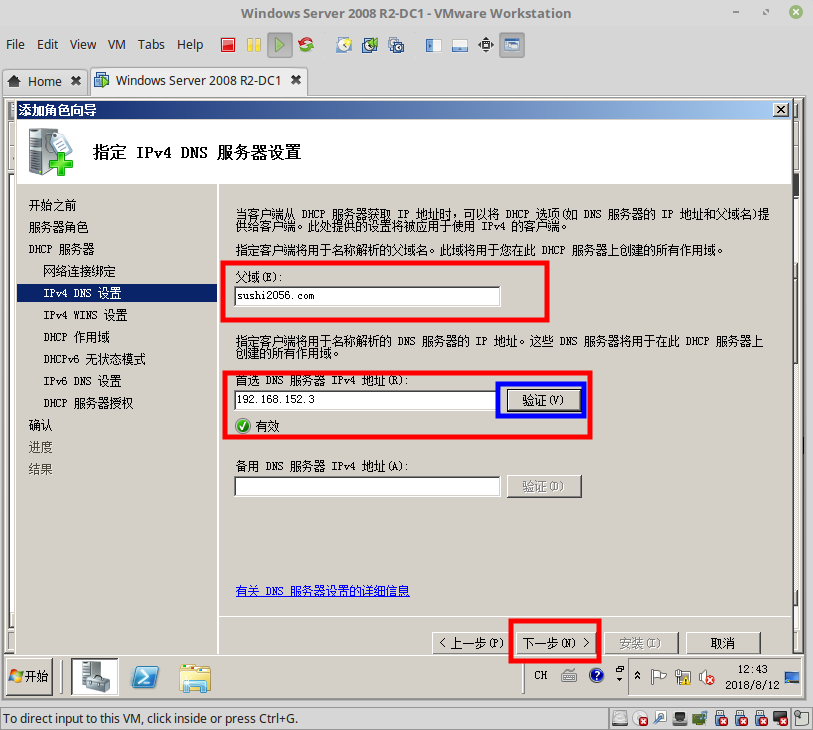 Windows Server 2008 R2-DC1 - VMware Workstation
File Edit View VM Tabs Help
Home Windows Server 2008 R2-DC1
添加角色向导
指定 IPv4 DNS 服务器设置
开始之前
服务器角色
DHCP 服务器
网络连接绑定
IPv4 DNS 设置
IPv4 WINS 设置
DHCP 作用域
DHCPv6 无状态模式
IPv6 DNS 设置
DHCP 服务器授权
确认
进度
结果
当客户端从 DHCP 服务器获取 IP 地址时，可以将 DHCP 选项(如 DNS 服务器的 IP 地址和父域名)提
供给客户端。此处提供的设置将被应用于使用 IPv4 的客户端。
指定客户端将用于名称解析的父域名。此域将用于您在此 DHCP 服务器上创建的所有作用域。
父域(E):
sushi2056.com
指定客户端将用于名称解析的 DNS 服务器的 IP 地址。这些 DNS 服务器将用于在此 DHCP 服务器上
创建的所有作用域。
首选 DNS 服务器 IPv4 地址(R):
192.168.152.3 验证(V)
有效
备用 DNS 服务器 IPv4 地址(A):
验证(D)
有关 DNS 服务器设置的详细信息
< 上一步(P) 下一步(N) > 安装(I) 取消
开始 CH 12:43
2018/8/12
To direct input to this VM, click inside or press Ctrl+G.